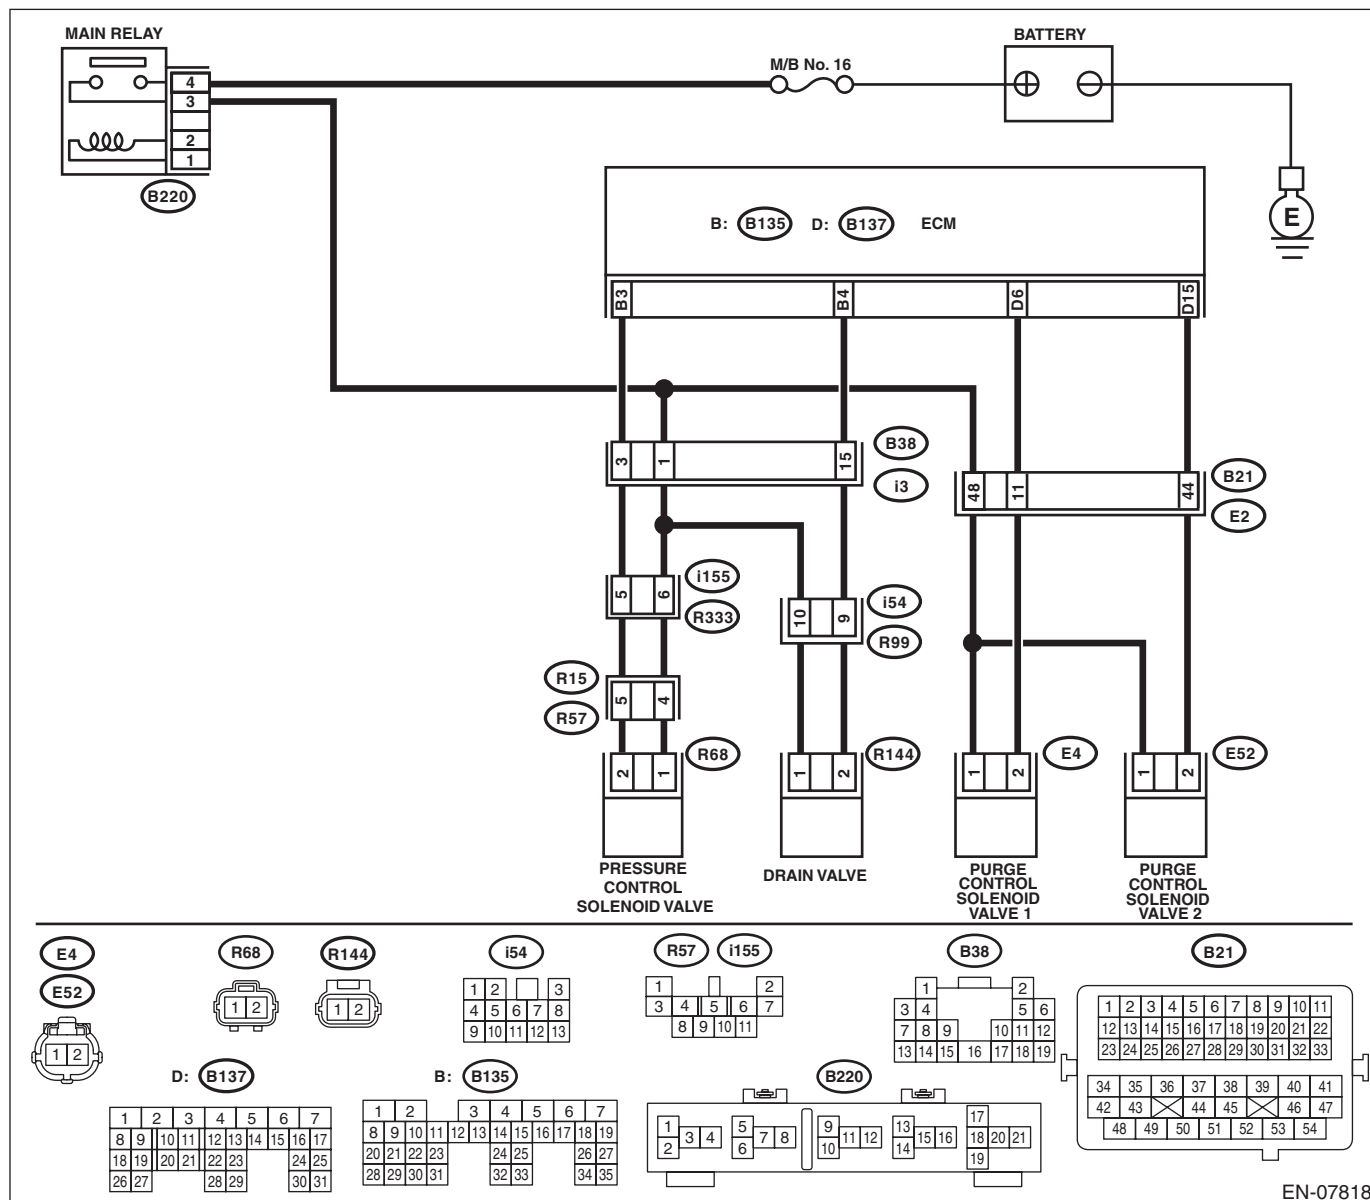 MAIN RELAY
BATTERY
M/B No. 16
4
3
2
1
B220
E
B: B135 D: B137 ECM
B3 B4 D6 D15
3 1 15
B38
i3
48 11 44
B21
E2
5 6
i155
R333
10 9
i54
R99
R15
R57
5 4
2 1
R68
1 2
R144
1 2
E4
1 2
E52
PRESSURE
CONTROL
SOLENOID VALVE
DRAIN VALVE
PURGE
CONTROL
SOLENOID
VALVE 1
PURGE
CONTROL
SOLENOID
VALVE 2
E4
E52
1 2
R68
1 2
R144
1 2
i54
1 2 3
4 5 6 7 8
9 10 11 12 13
R57 i155
1 2
3 4 5 6 7
8 9 10 11
B38
1 2
3 4 5 6
7 8 9 10 11 12
13 14 15 16 17 18 19
B21
1 2 3 4 5 6 7 8 9 10 11
12 13 14 15 16 17 18 19 20 21 22
23 24 25 26 27 28 29 30 31 32 33
34 35 36 37 38 39 40 41
42 43 44 45 46 47
48 49 50 51 52 53 54
D: B137
1 2 3 4 5 6 7
8 9 10 11 12 13 14 15 16 17
18 19 20 21 22 23 24 25
26 27 28 29 30 31
B: B135
1 2 3 4 5 6 7
8 9 10 11 12 13 14 15 16 17 18 19
20 21 22 23 24 25 26 27
28 29 30 31 32 33 34 35
B220
1 2 3 4
5 6 7 8
9 10 11 12
13 14 15 16
17 18 19 20 21
EN-07818